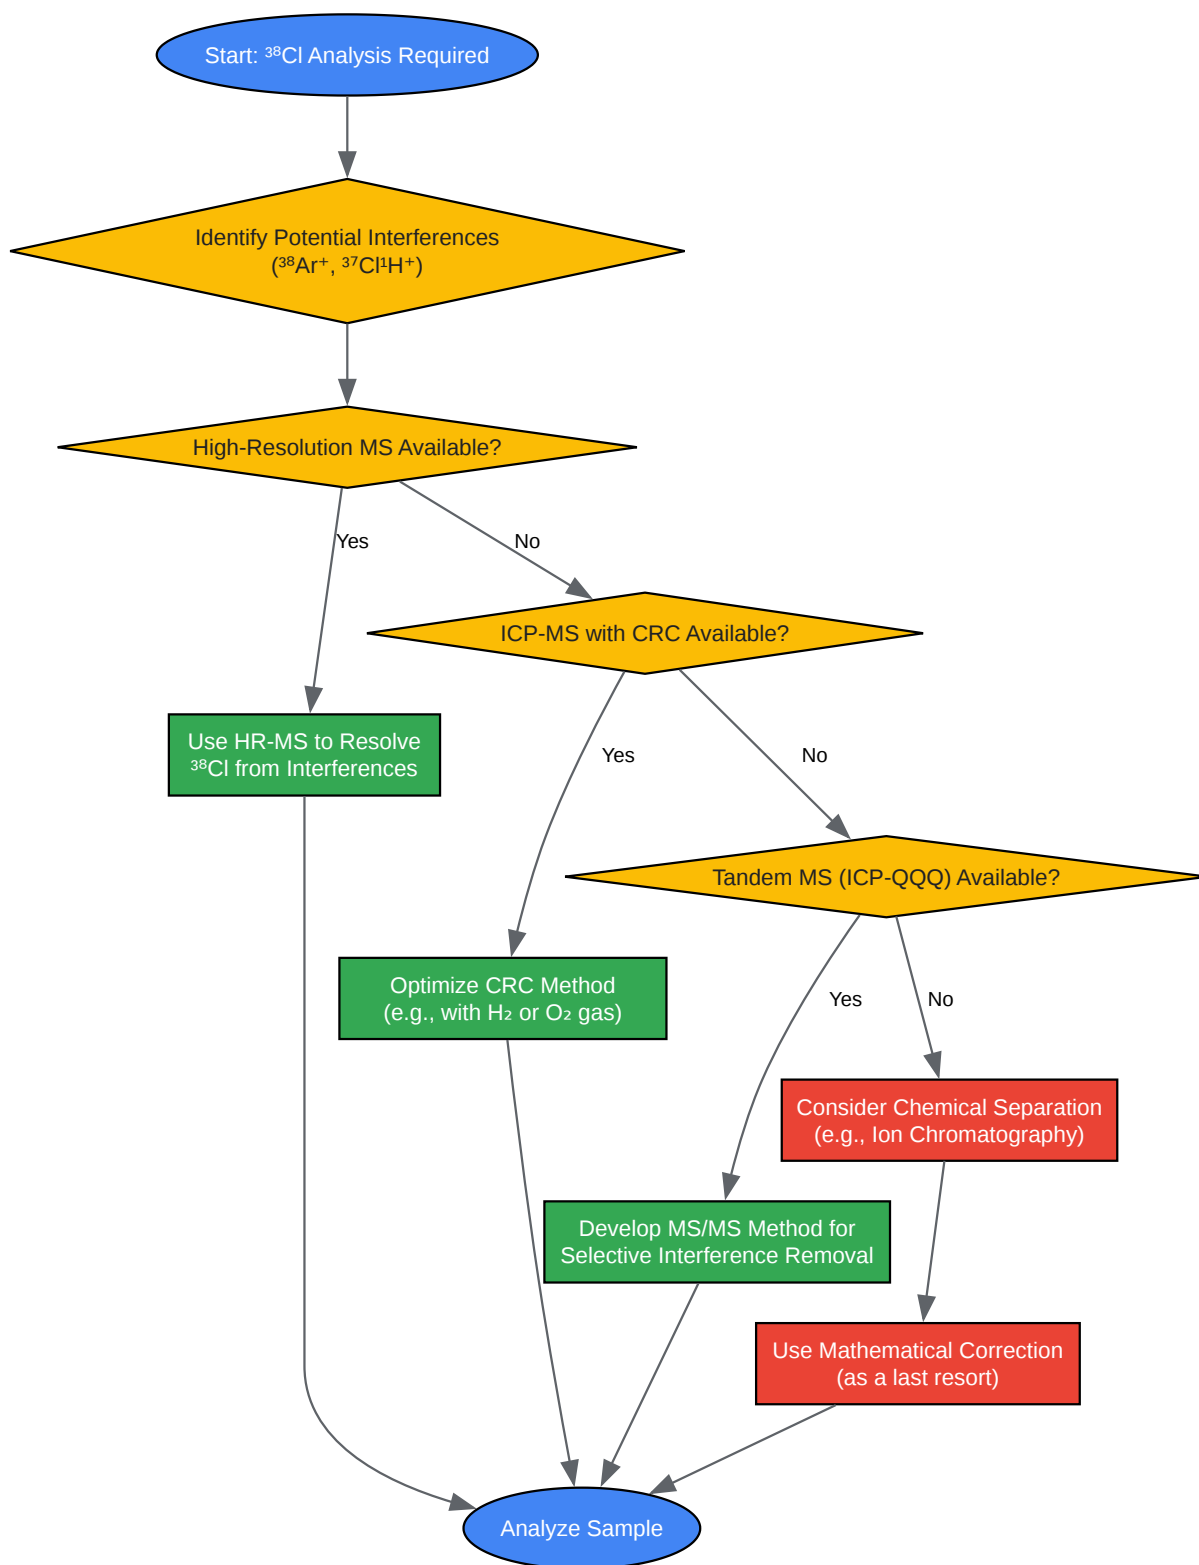 Start: ³⁸Cl Analysis Required
Identify Potential Interferences
(³⁸Ar⁺, ³⁷Cl¹H⁺)
High-Resolution MS Available?
Yes
No
ICP-MS with CRC Available?
Use HR-MS to Resolve
³⁸Cl from Interferences
Yes
No
Tandem MS (ICP-QQQ) Available?
Optimize CRC Method
(e.g., with H₂ or O₂ gas)
Yes
No
Consider Chemical Separation
(e.g., Ion Chromatography)
Develop MS/MS Method for
Selective Interference Removal
Use Mathematical Correction
(as a last resort)
Analyze Sample